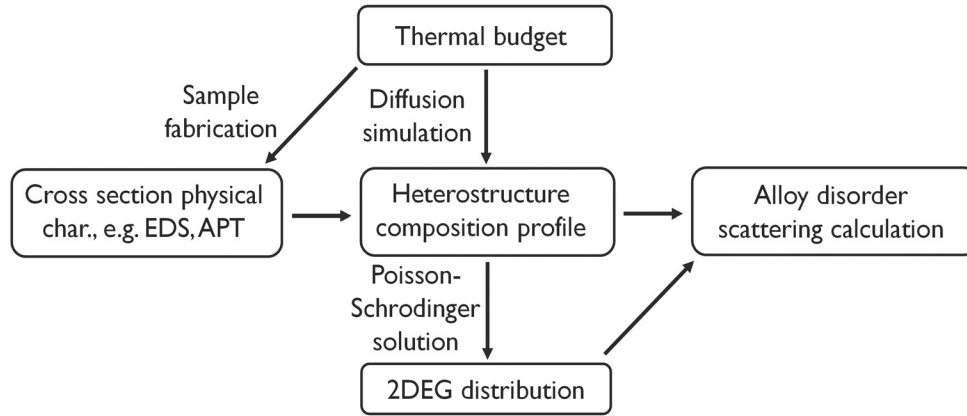 Thermal budget
Sample
fabrication
Diffusion
simulation
Cross section physical
char., e.g. EDS, APT
Heterostructure
composition profile
Alloy disorder
scattering calculation
Poisson-
Schrodinger
solution
2DEG distribution